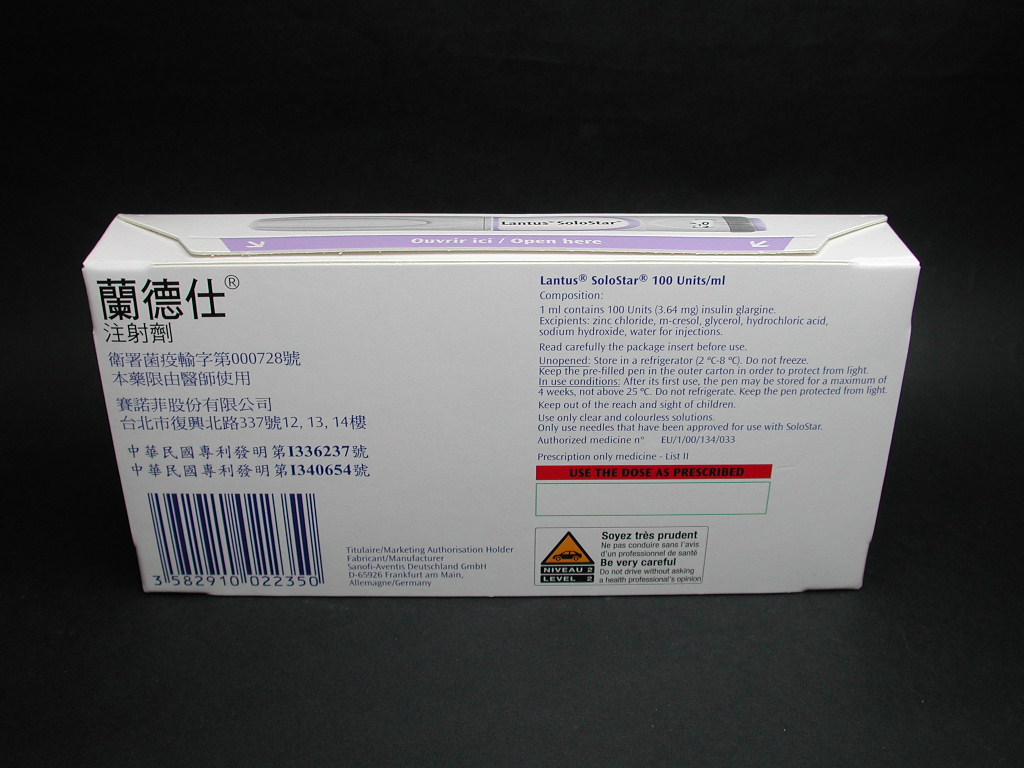 Lantus™ SoloStar™
Ouvrir ici / Open here
蘭德仕®
注射劑
衛署菌疫輸字第000728號
本藥限由醫師使用
賽諾菲股份有限公司
台北市復興北路337號12, 13, 14樓
中華民國專利發明第I336237號
中華民國專利發明第I340654號
3 582910 022350
Titulaire/Marketing Authorisation Holder
Fabricant/Manufacturer
Sanofi-Aventis Deutschland GmbH
D-65926 Frankfurt am Main,
Allemagne/Germany
Lantus® SoloStar® 100 Units/ml
Composition:
1 ml contains 100 Units (3.64 mg) insulin glargine.
Excipients: zinc chloride, m-cresol, glycerol, hydrochloric acid,
sodium hydroxide, water for injections.
Read carefully the package insert before use.
Unopened: Store in a refrigerator (2 ºC-8 ºC). Do not freeze.
Keep the pre-filled pen in the outer carton in order to protect from light.
In use conditions: After its first use, the pen may be stored for a maximum of
4 weeks, not above 25 ºC. Do not refrigerate. Keep the pen protected from light.
Keep out of the reach and sight of children.
Use only clear and colourless solutions.
Only use needles that have been approved for use with SoloStar.
Authorized medicine n° EU/1/00/134/033
Prescription only medicine - List II
USE THE DOSE AS PRESCRIBED
NIVEAU 2
LEVEL 2
Soyez très prudent
Ne pas conduire sans l'avis
d'un professionnel de santé
Be very careful
Do not drive without asking
a health professional's opinion